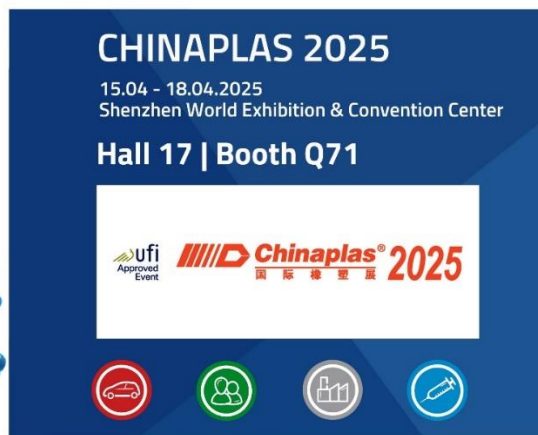 CHINAPLAS 2025
15.04 - 18.04.2025
Shenzhen World Exhibition & Convention Center
Hall 17 | Booth Q71
ufi
Approved
Event
Chinaplas® 2025
国际橡塑展